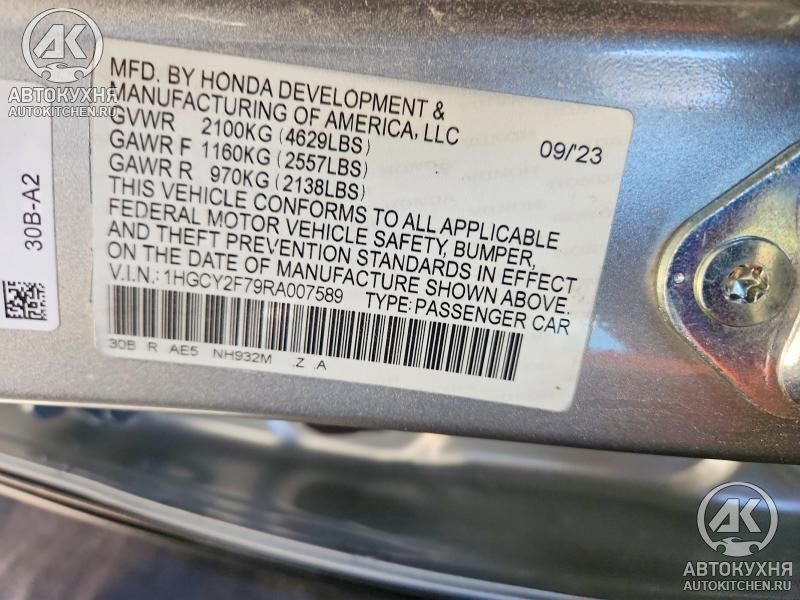 АВТОКУХНЯ
AUTOKITCHEN.RU
30B-A2
MFD. BY HONDA DEVELOPMENT &
MANUFACTURING OF AMERICA, LLC
GVWR 2100KG (4629LBS)
GAWR F 1160KG (2557LBS)
GAWR R 970KG (2138LBS)
09/'23
THIS VEHICLE CONFORMS TO ALL APPLICABLE
FEDERAL MOTOR VEHICLE SAFETY, BUMPER,
AND THEFT PREVENTION STANDARDS IN EFFECT
ON THE DATE OF MANUFACTURE SHOWN ABOVE.
V.I.N.: 1HGCY2F79RA007589 TYPE: PASSENGER CAR
30B R AE5 NH932M .Z .A
АВТОКУХНЯ
AUTOKITCHEN.RU